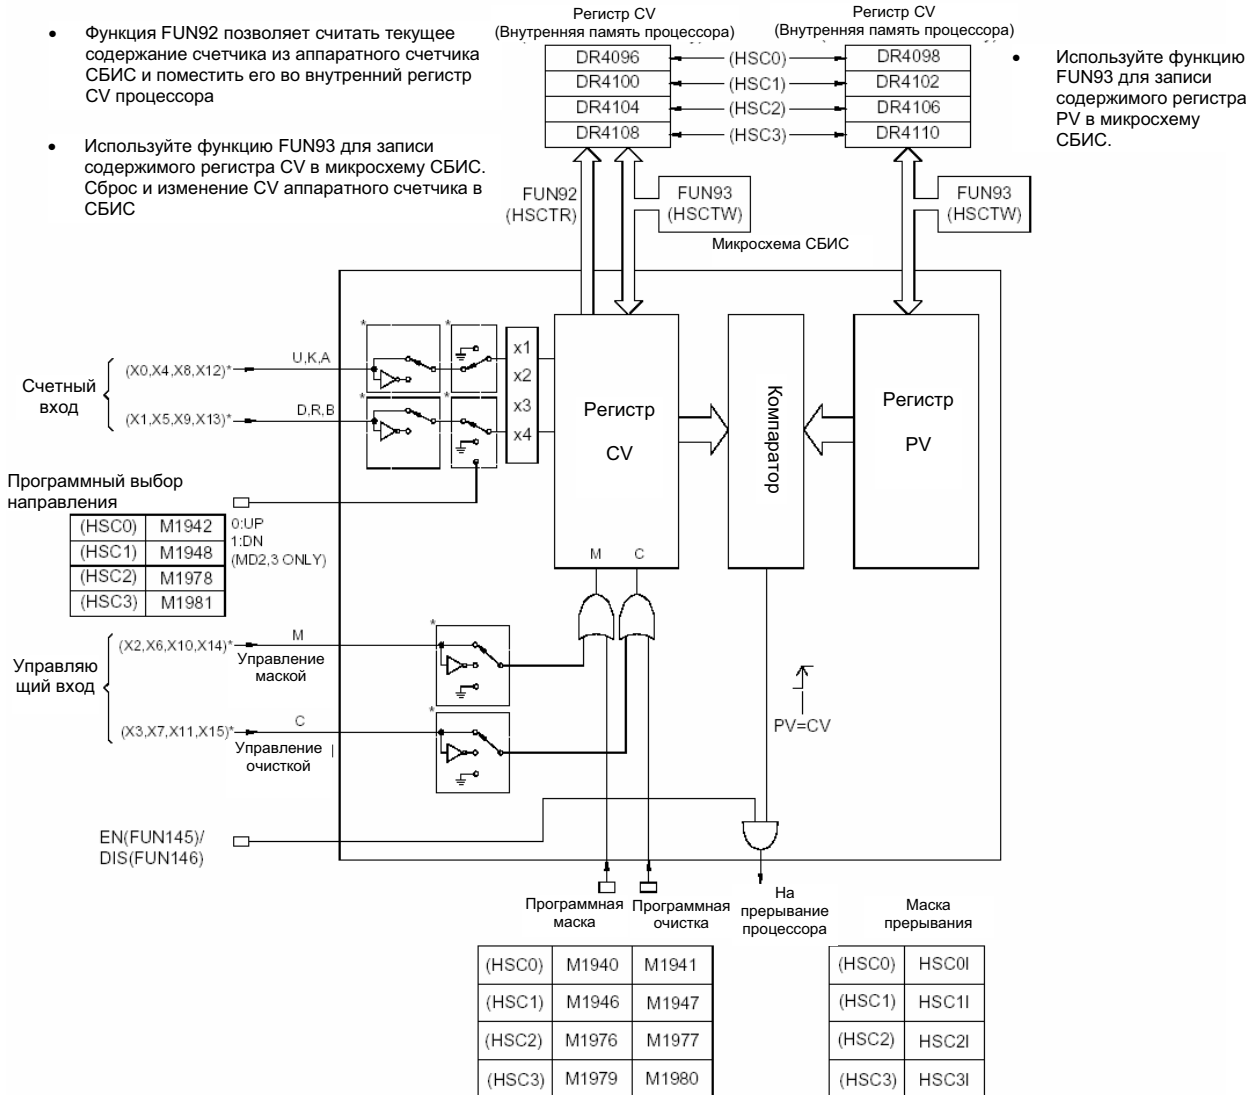 • Функция FUN92 позволяет считать текущее
содержание счетчика из аппаратного счетчика
СБИС и поместить его во внутренний регистр
CV процессора
• Используйте функцию FUN93 для записи
содержимого регистра CV в микросхему СБИС.
Сброс и изменение CV аппаратного счетчика в
СБИС
Регистр CV
(Внутренняя память процессора)
Регистр CV
(Внутренняя память процессора)
DR4096 (HSC0) DR4098
DR4100 (HSC1) DR4102
DR4104 (HSC2) DR4106
DR4108 (HSC3) DR4110
• Используйте функцию
FUN93 для записи
содержимого регистра
PV в микросхему
СБИС.
FUN92
(HSCTR)
FUN93
(HSCTW)
FUN93
(HSCTW)
Микросхема СБИС
Счетный
вход
(X0,X4,X8,X12)*
U,K,A
(X1,X5,X9,X13)*
D,R,B
*
*
*
*
x1
x2
x3
x4
Регистр
CV
M C
Компаратор
Регистр
PV
Программный выбор
направления
(HSC0) M1942
(HSC1) M1948
(HSC2) M1978
(HSC3) M1981
0:UP
1:DN
(MD2,3 ONLY)
Управляю
щий вход
(X2,X6,X10,X14)*
M
Управление
маской
*
(X3,X7,X11,X15)*
C
Управление
очисткой
*
PV=CV
EN(FUN145)/
DIS(FUN146)
Программная
маска
Программная
очистка
На
прерывание
процессора
Маска
прерывания
(HSC0) M1940 M1941
(HSC1) M1946 M1947
(HSC2) M1976 M1977
(HSC3) M1979 M1980
(HSC0) HSC0I
(HSC1) HSC1I
(HSC2) HSC2I
(HSC3) HSC3I